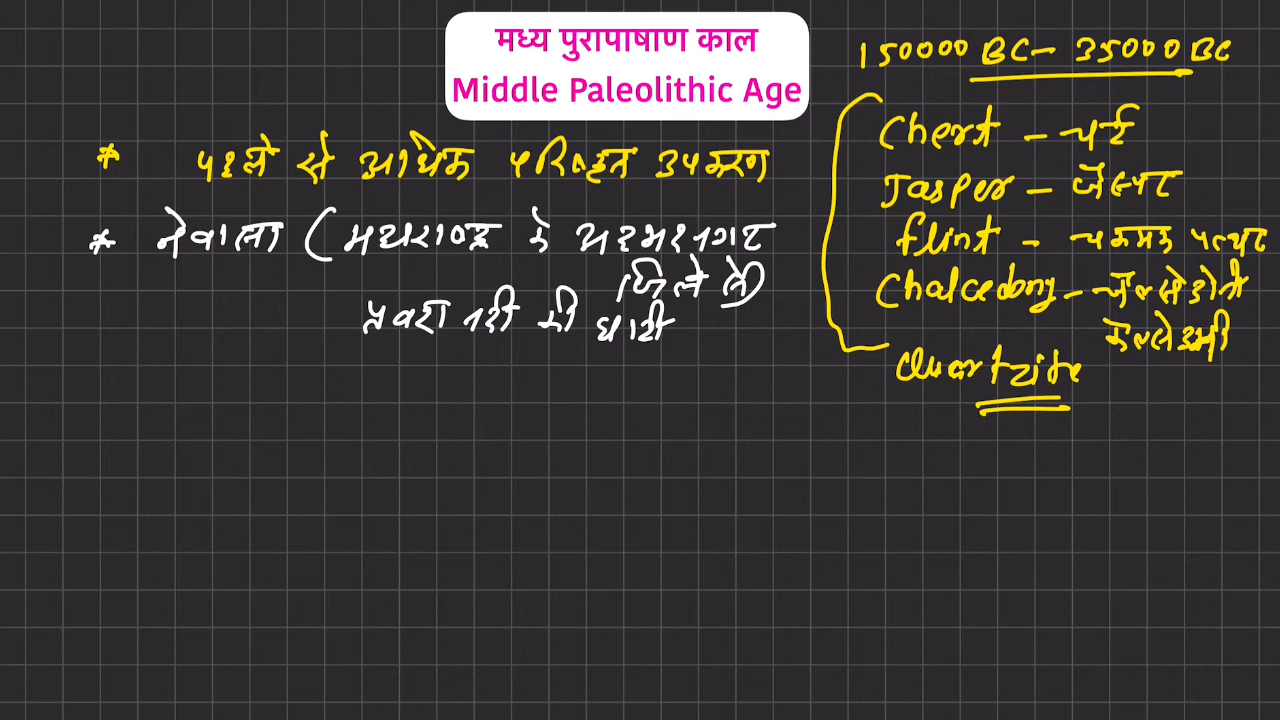 मध्य पुरापाषाण काल
Middle Paleolithic Age
150000 BC - 35000 BC
* पहले से अधिक परिष्कृत उपकरण
* नेवासा (महाराष्ट्र के अहमदनगर
जिले में)
प्रवरा नदी की घाटी
Chert - चर्ट
Jasper - जैस्पर
flint - चकमक पत्थर
Chalcedony - चैल्सेडोनी
केल्सेडनी
Quartzite